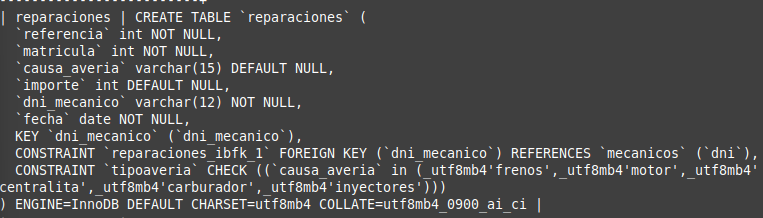 | reparaciones | CREATE TABLE `reparaciones` (
  `referencia` int NOT NULL,
  `matricula` int NOT NULL,
  `causa_averia` varchar(15) DEFAULT NULL,
  `importe` int DEFAULT NULL,
  `dni_mecanico` varchar(12) NOT NULL,
  `fecha` date NOT NULL,
  KEY `dni_mecanico` (`dni_mecanico`),
  CONSTRAINT `reparaciones_ibfk_1` FOREIGN KEY (`dni_mecanico`) REFERENCES `mecanicos` (`dni`),
  CONSTRAINT `tipoaveria` CHECK ((`causa_averia` in (_utf8mb4'frenos',_utf8mb4'motor',_utf8mb4'
centralita',_utf8mb4'carburador',_utf8mb4'inyectores')))
) ENGINE=InnoDB DEFAULT CHARSET=utf8mb4 COLLATE=utf8mb4_0900_ai_ci |